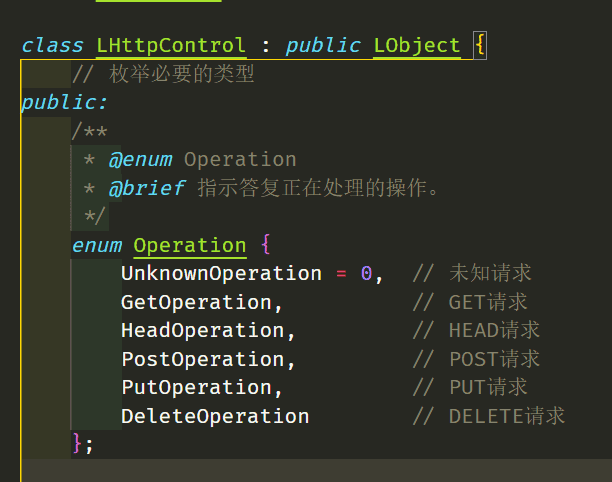 class LHttpControl : public LObject {
    // 枚举必要的类型
public:
    /**
     * @enum Operation
     * @brief 指示答复正在处理的操作。
     */
    enum Operation {
        UnknownOperation = 0,  // 未知请求
        GetOperation,          // GET请求
        HeadOperation,         // HEAD请求
        PostOperation,         // POST请求
        PutOperation,          // PUT请求
        DeleteOperation        // DELETE请求
    };